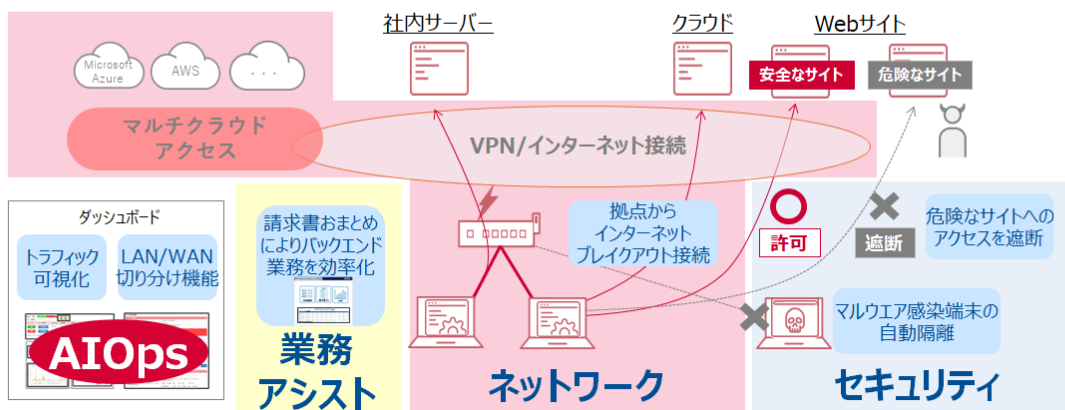 社内サーバー
クラウド
Webサイト
Microsoft
Azure
AWS
. . .
安全なサイト
危険なサイト
マルチクラウド
アクセス
VPN/インターネット接続
ダッシュボード
トラフィック
可視化
LAN/WAN
切り分け機能
AIOps
請求書おまとめ
によりバックエンド
業務を効率化
業務
アシスト
拠点から
インターネット
ブレイクアウト接続
ネットワーク
許可
遮断
危険なサイトへの
アクセスを遮断
マルウエア感染端末の
自動隔離
セキュリティ